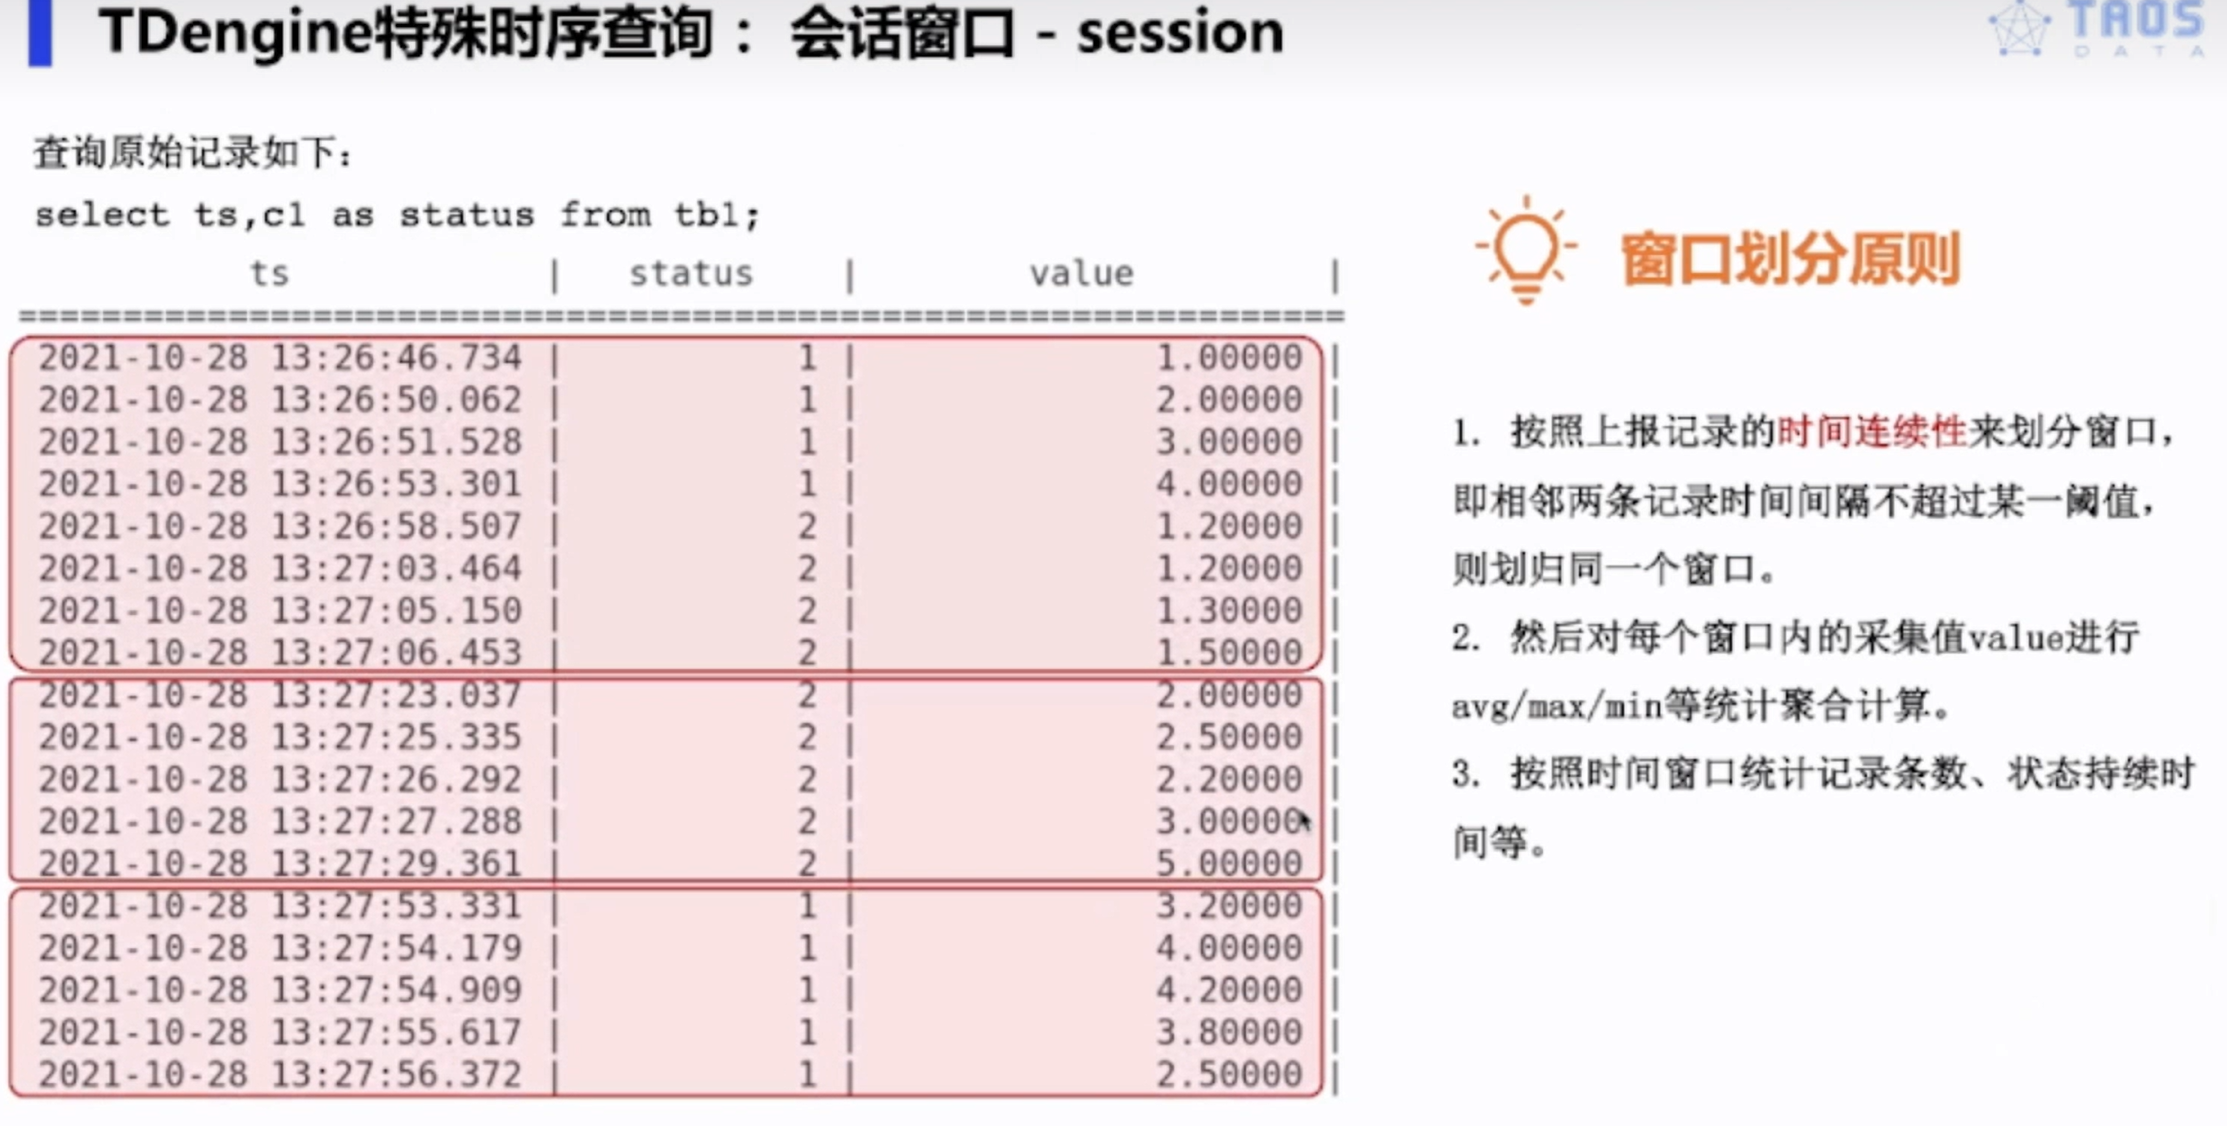 TDengine特殊时序查询： 会话窗口 - session
TAOS
DATA
查询原始记录如下：
select ts,c1 as status from tb1;
ts | status | value |
================================================================
2021-10-28 13:26:46.734 | 1 | 1.00000 |
2021-10-28 13:26:50.062 | 1 | 2.00000 |
2021-10-28 13:26:51.528 | 1 | 3.00000 |
2021-10-28 13:26:53.301 | 1 | 4.00000 |
2021-10-28 13:26:58.507 | 2 | 1.20000 |
2021-10-28 13:27:03.464 | 2 | 1.20000 |
2021-10-28 13:27:05.150 | 2 | 1.30000 |
2021-10-28 13:27:06.453 | 2 | 1.50000 |
2021-10-28 13:27:23.037 | 2 | 2.00000 |
2021-10-28 13:27:25.335 | 2 | 2.50000 |
2021-10-28 13:27:26.292 | 2 | 2.20000 |
2021-10-28 13:27:27.288 | 2 | 3.00000 |
2021-10-28 13:27:29.361 | 2 | 5.00000 |
2021-10-28 13:27:53.331 | 1 | 3.20000 |
2021-10-28 13:27:54.179 | 1 | 4.00000 |
2021-10-28 13:27:54.909 | 1 | 4.20000 |
2021-10-28 13:27:55.617 | 1 | 3.80000 |
2021-10-28 13:27:56.372 | 1 | 2.50000 |
窗口划分原则
1. 按照上报记录的时间连续性来划分窗口，
即相邻两条记录时间间隔不超过某一阈值，
则划归同一个窗口。
2. 然后对每个窗口内的采集值value进行
avg/max/min等统计聚合计算。
3. 按照时间窗口统计记录条数、状态持续时
间等。